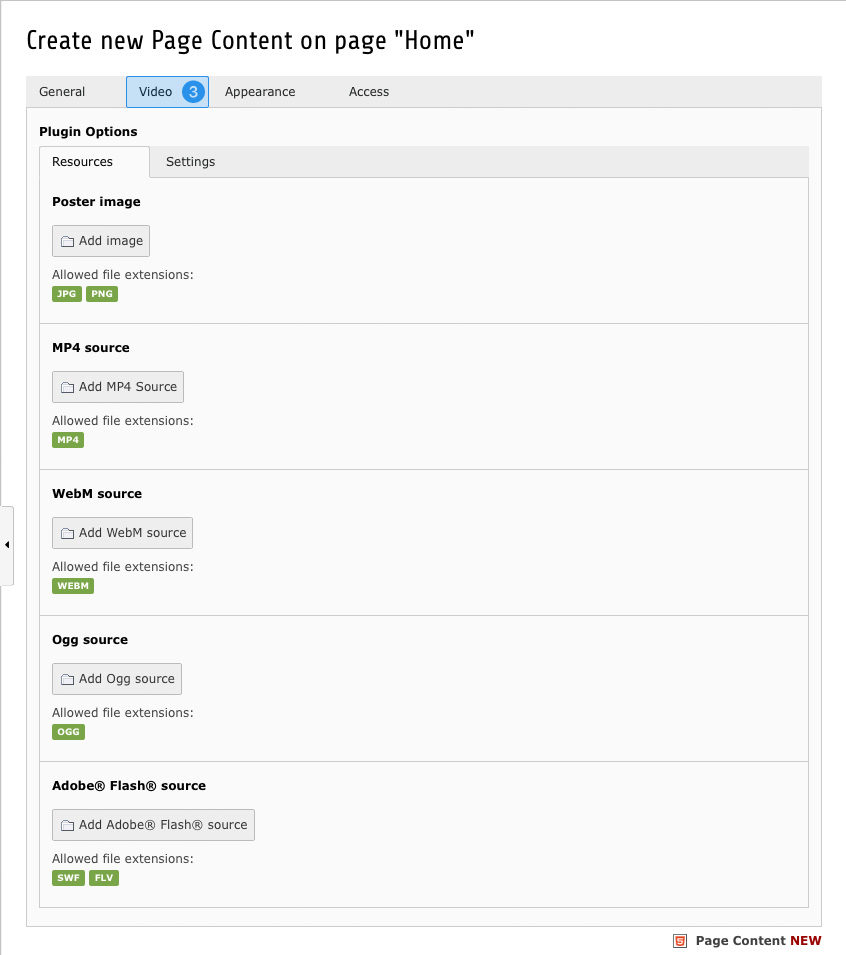 Create new Page Content on page "Home"
General Video 3 Appearance Access
Plugin Options
Resources Settings
Poster image
Add image
Allowed file extensions:
JPG PNG
MP4 source
Add MP4 Source
Allowed file extensions:
MP4
WebM source
Add WebM source
Allowed file extensions:
WEBM
Ogg source
Add Ogg source
Allowed file extensions:
OGG
Adobe® Flash® source
Add Adobe® Flash® source
Allowed file extensions:
SWF FLV
5 Page Content NEW